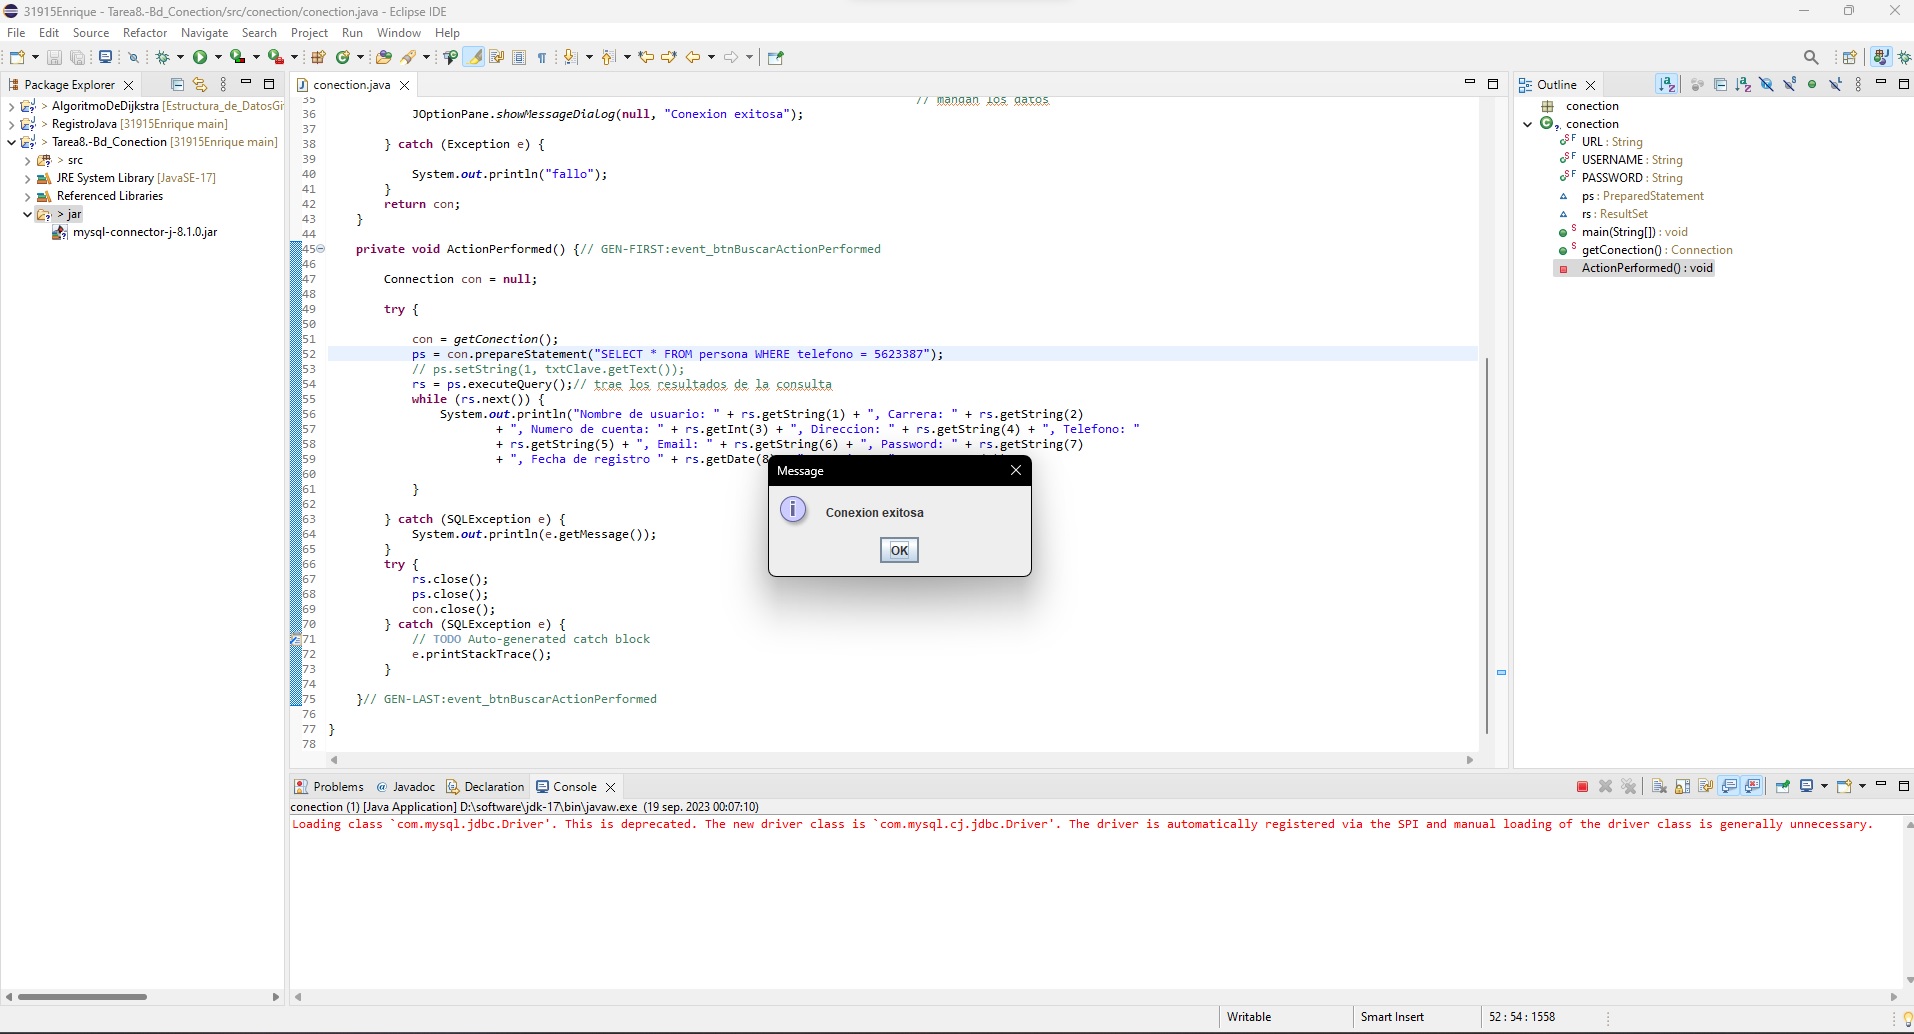 31915Enrique - Tarea8.-Bd_Conection/src/conection/conection.java - Eclipse IDE
File Edit Source Refactor Navigate Search Project Run Window Help
Package Explorer
> AlgoritmoDeDijkstra [Estructura_de_DatosGi
> RegistroJava [31915Enrique main]
> Tarea8.-Bd_Conection [31915Enrique main]
> src
JRE System Library [JavaSE-17]
Referenced Libraries
> jar
mysql-connector-j-8.1.0.jar
conection.java
35 // mandan los datos
36 JOptionPane.showMessageDialog(null, "Conexion exitosa");
37
38 } catch (Exception e) {
39
40 System.out.println("fallo");
41 }
42 return con;
43 }
44
45 private void ActionPerformed() {// GEN-FIRST:event_btnBuscarActionPerformed
46
47 Connection con = null;
48
49 try {
50
51 con = getConection();
52 ps = con.prepareStatement("SELECT * FROM persona WHERE telefono = 5623387");
53 // ps.setString(1, txtClave.getText());
54 rs = ps.executeQuery();// trae los resultados de la consulta
55 while (rs.next()) {
56 System.out.println("Nombre de usuario: " + rs.getString(1) + ", Carrera: " + rs.getString(2)
57 + ", Numero de cuenta: " + rs.getInt(3) + ", Direccion: " + rs.getString(4) + ", Telefono: "
58 + rs.getString(5) + ", Email: " + rs.getString(6) + ", Password: " + rs.getString(7)
59 + ", Fecha de registro " + rs.getDate(8
60
61 }
62
63 } catch (SQLException e) {
64 System.out.println(e.getMessage());
65 }
66 try {
67 rs.close();
68 ps.close();
69 con.close();
70 } catch (SQLException e) {
71 // TODO Auto-generated catch block
72 e.printStackTrace();
73 }
74
75 }// GEN-LAST:event_btnBuscarActionPerformed
76
77 }
78
Message
Conexion exitosa
OK
Outline
conection
conection
URL : String
USERNAME : String
PASSWORD : String
ps : PreparedStatement
rs : ResultSet
main(String[]) : void
getConection() : Connection
ActionPerformed() : void
Problems @ Javadoc Declaration Console
conection (1) [Java Application] D:\software\jdk-17\bin\javaw.exe (19 sep. 2023 00:07:10)
Loading class `com.mysql.jdbc.Driver'. This is deprecated. The new driver class is `com.mysql.cj.jdbc.Driver'. The driver is automatically registered via the SPI and manual loading of the driver class is generally unnecessary.
Writable Smart Insert 52 : 54 : 1558